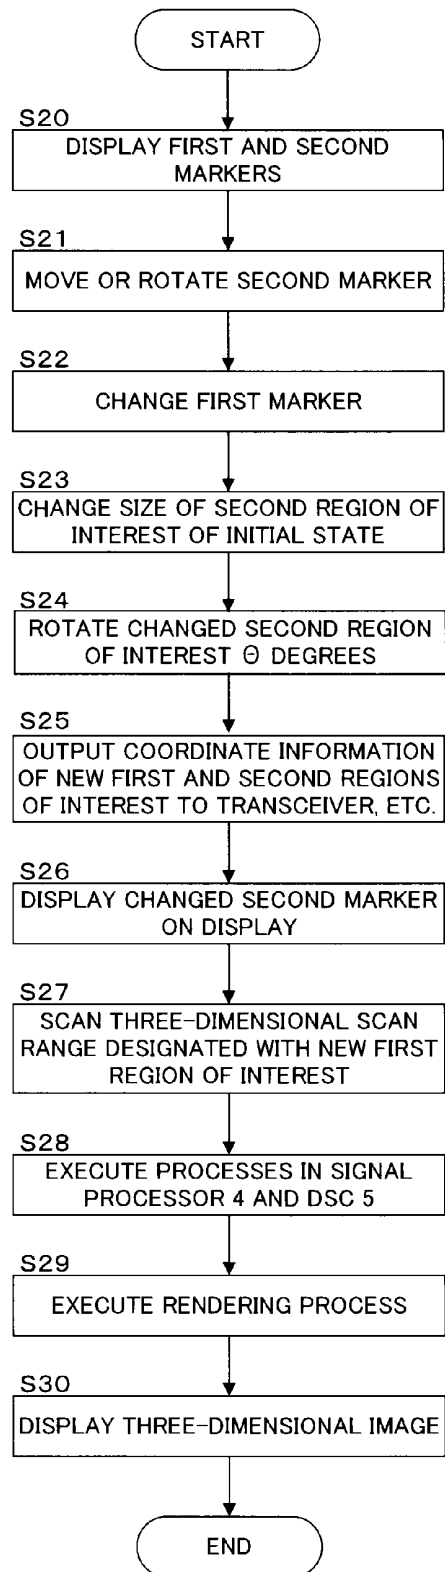 START
S20
DISPLAY FIRST AND SECOND
MARKERS
S21
MOVE OR ROTATE SECOND MARKER
S22
CHANGE FIRST MARKER
S23
CHANGE SIZE OF SECOND REGION OF
INTEREST OF INITIAL STATE
S24
ROTATE CHANGED SECOND REGION
OF INTEREST Θ DEGREES
S25
OUTPUT COORDINATE INFORMATION
OF NEW FIRST AND SECOND REGIONS
OF INTEREST TO TRANSCEIVER, ETC.
S26
DISPLAY CHANGED SECOND MARKER
ON DISPLAY
S27
SCAN THREE-DIMENSIONAL SCAN
RANGE DESIGNATED WITH NEW FIRST
REGION OF INTEREST
S28
EXECUTE PROCESSES IN SIGNAL
PROCESSOR 4 AND DSC 5
S29
EXECUTE RENDERING PROCESS
S30
DISPLAY THREE-DIMENSIONAL IMAGE
END